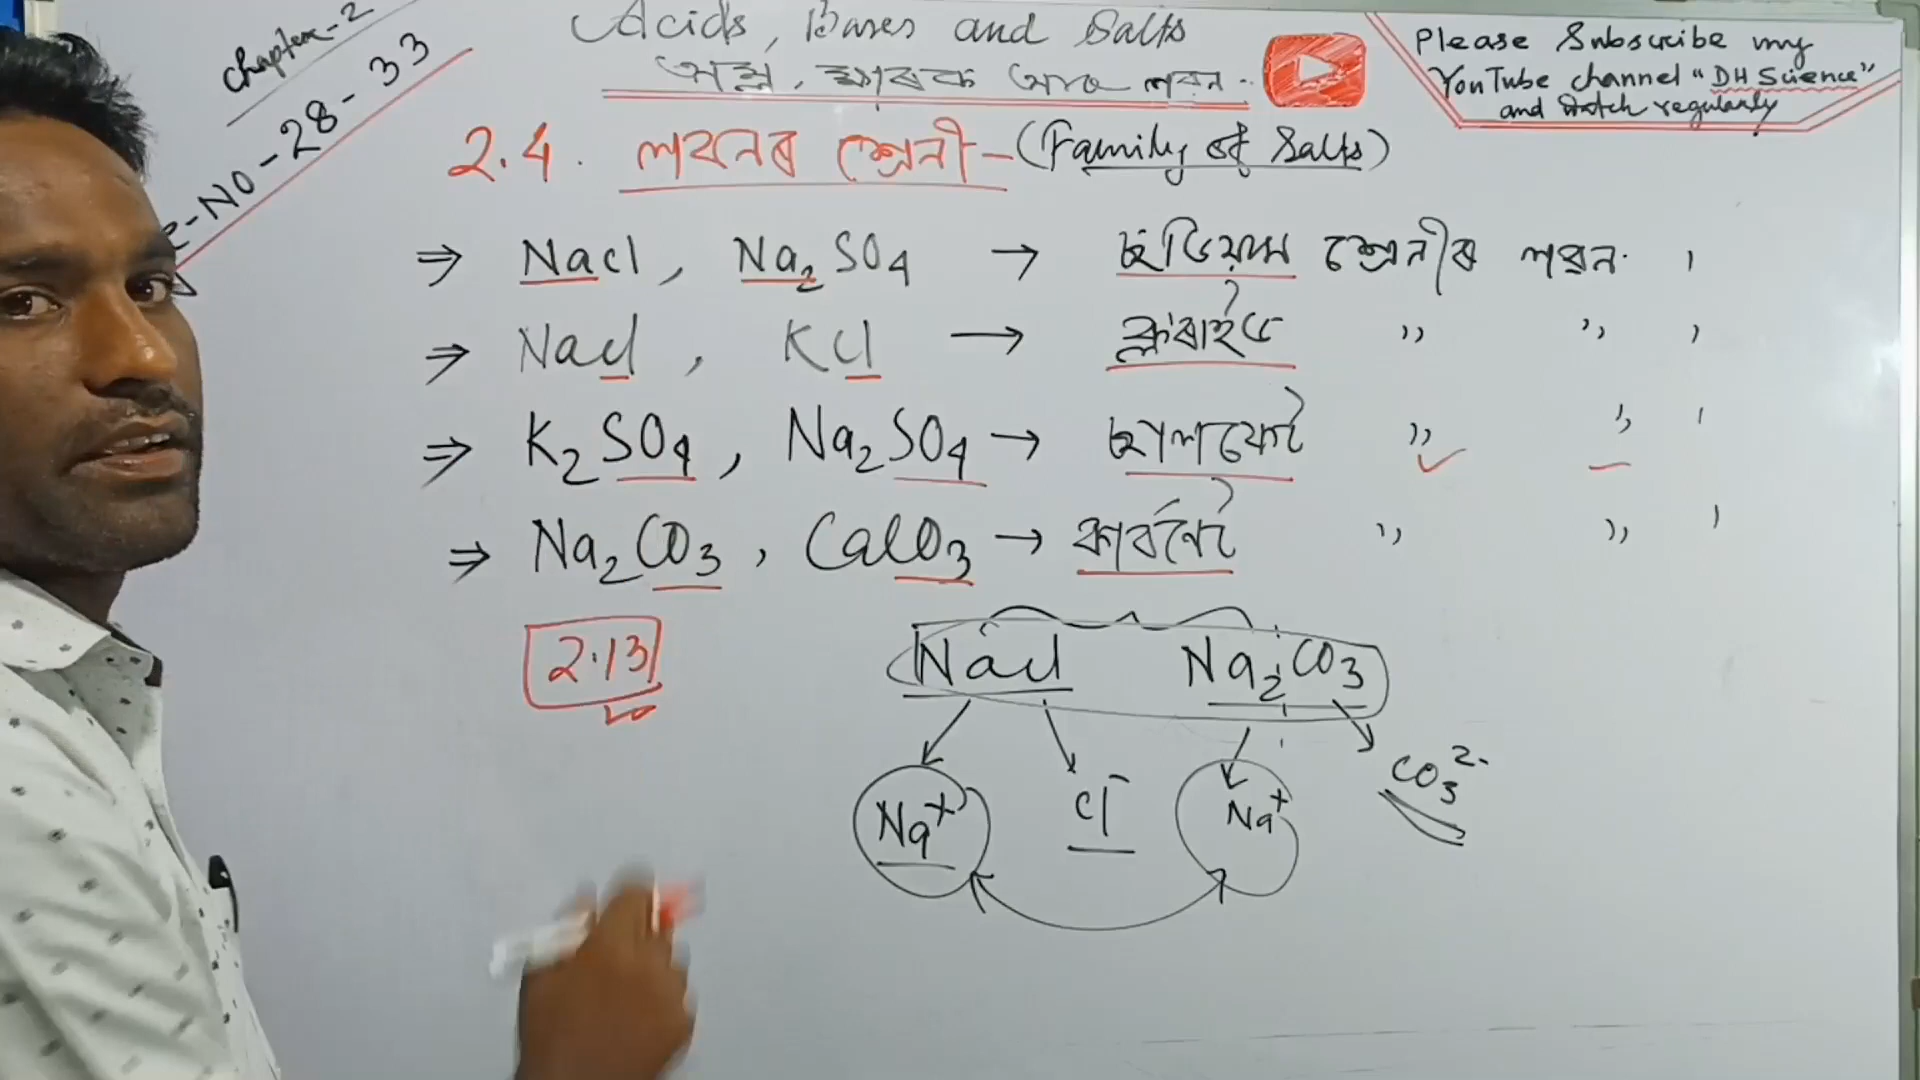 Chapter-2
-NO-28-33
Acids, Bases and Salts
অম্ল, ক্ষাৰক আৰু লৱন
Please Subscribe my
YouTube channel "DH Science"
and Watch regularly
2.4. লৱনৰ শ্ৰেনী-(Family of Salts)
⇒ NaCl, Na₂SO₄ → ছডিয়াম শ্ৰেনীৰ লৱন ।
⇒ NaCl, KCl → ক্লৰাইড " " ।
⇒ K₂SO₄, Na₂SO₄ → ছালফেট " " ।
⇒ Na₂CO₃, CaCO₃ → কাৰ্বনেট " " ।
2.13
NaCl Na₂CO₃
CO₃²⁻
Na⁺ Cl⁻ Na⁺